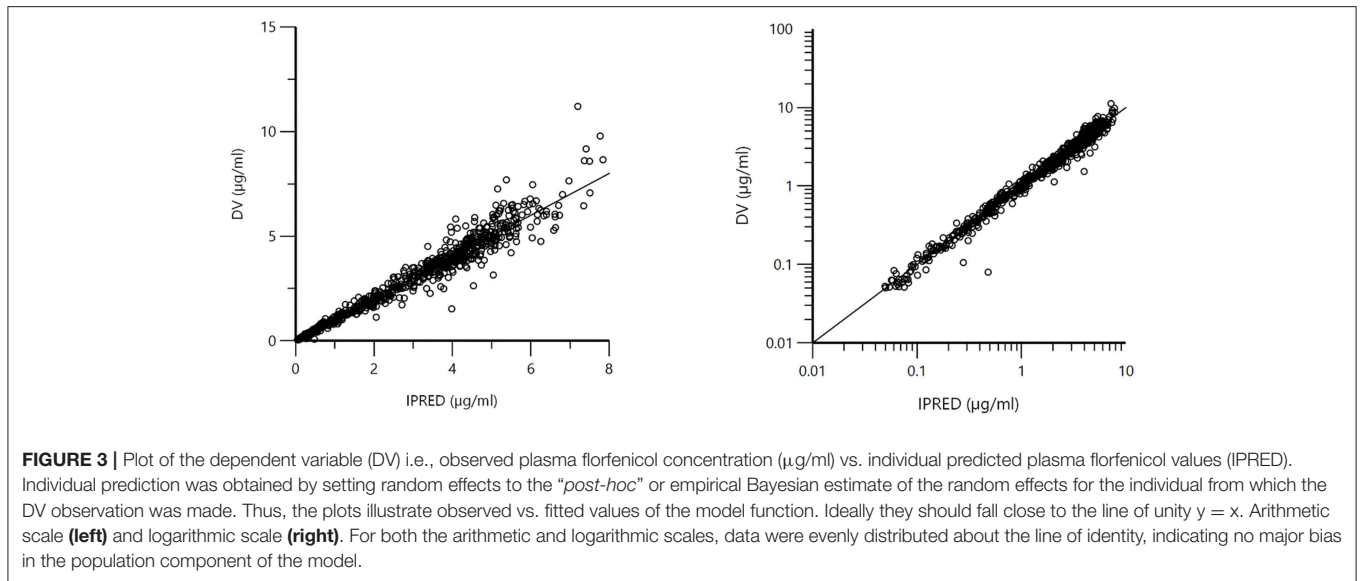 15
10
5
0
DV (µg/ml)
0 2 4 6 8
IPRED (µg/ml)
100
10
1
0.1
0.01
DV (µg/ml)
0.01 0.1 1 10
IPRED (µg/ml)
FIGURE 3 | Plot of the dependent variable (DV) i.e., observed plasma florfenicol concentration (µg/ml) vs. individual predicted plasma florfenicol values (IPRED).
Individual prediction was obtained by setting random effects to the “post-hoc” or empirical Bayesian estimate of the random effects for the individual from which the
DV observation was made. Thus, the plots illustrate observed vs. fitted values of the model function. Ideally they should fall close to the line of unity y = x. Arithmetic
scale (left) and logarithmic scale (right). For both the arithmetic and logarithmic scales, data were evenly distributed about the line of identity, indicating no major bias
in the population component of the model.